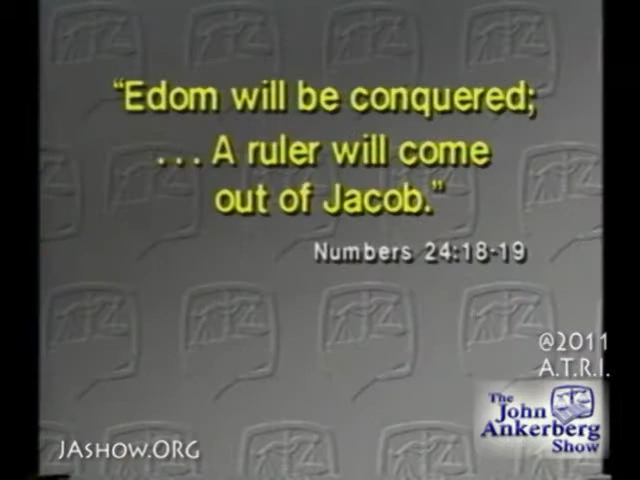 “Edom will be conquered;
. . . A ruler will come
out of Jacob.”
Numbers 24:18-19
©2011
A.T.R.I.
The
John
Ankerberg
Show
JASHOW.ORG